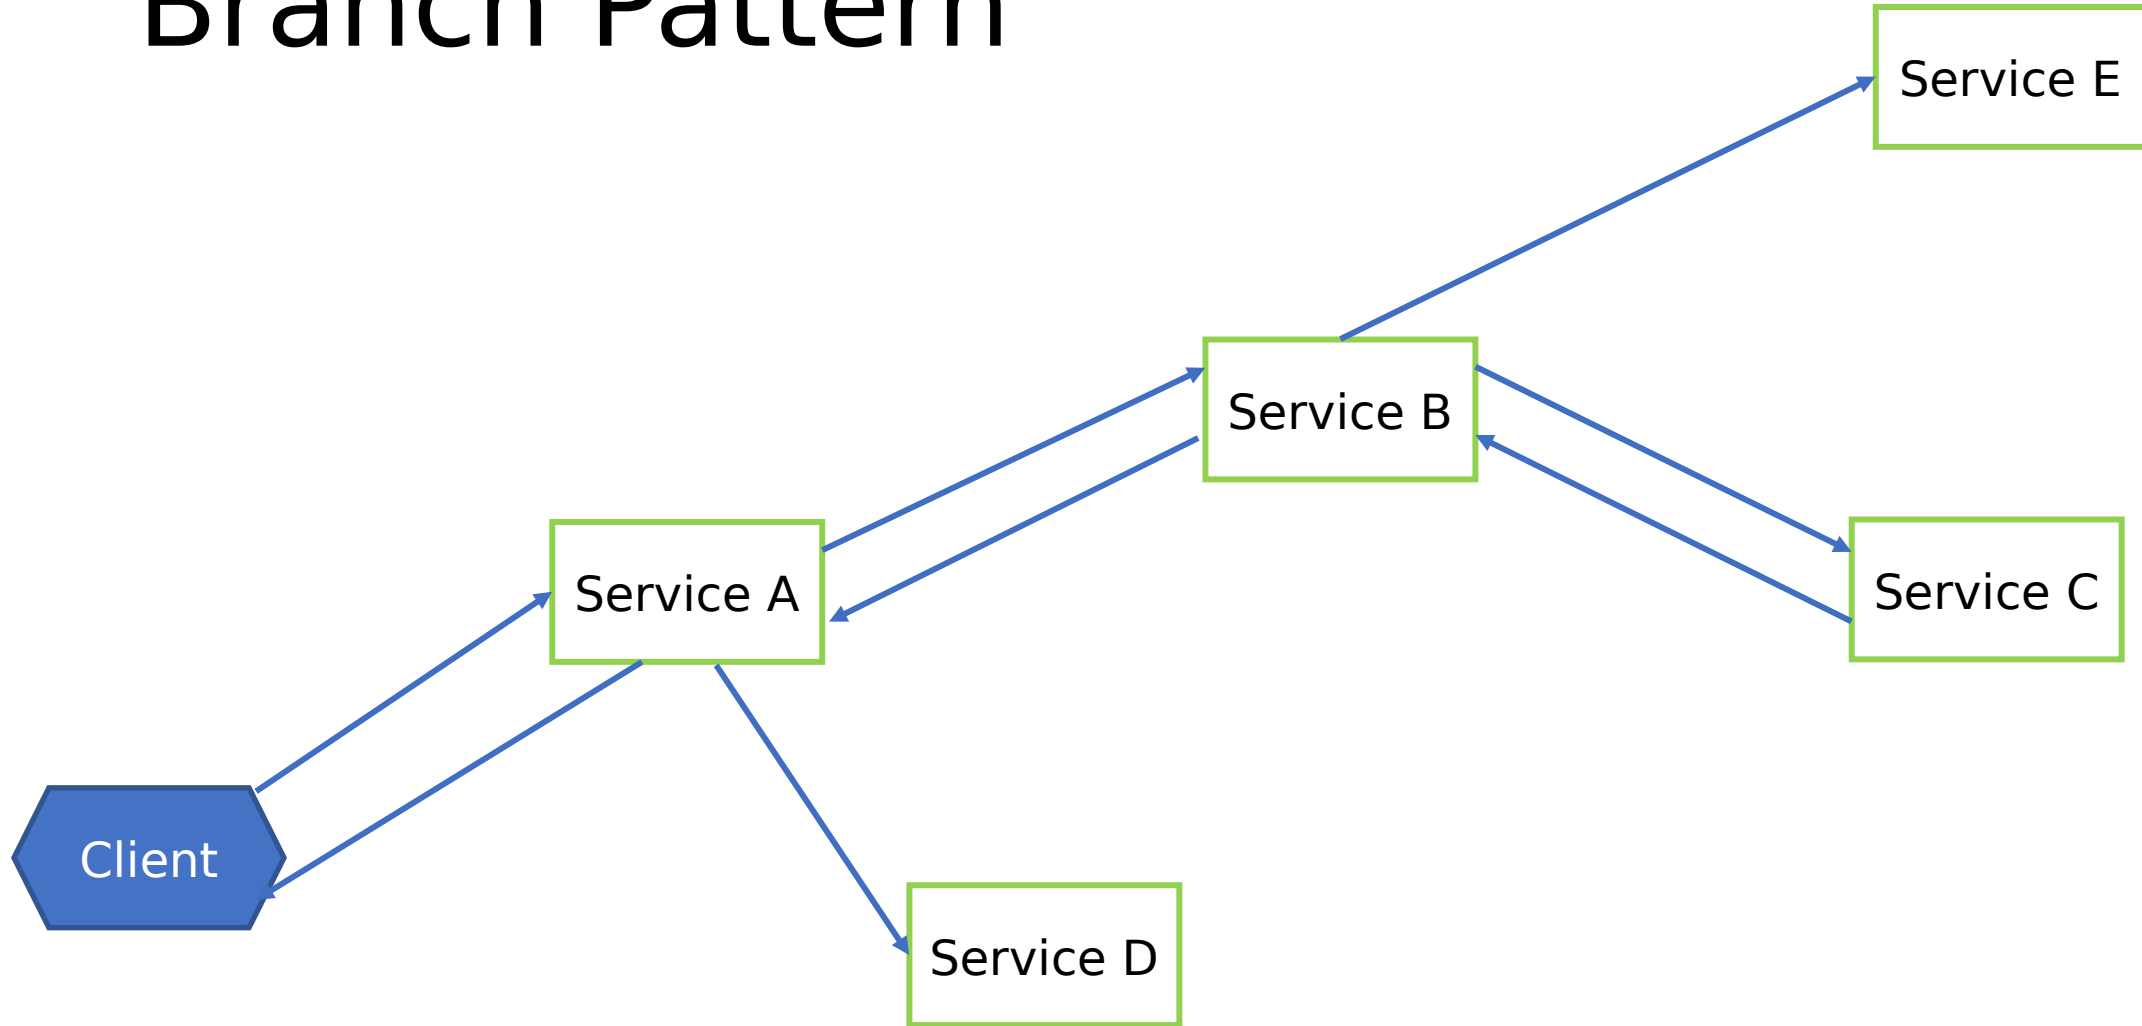 Branch Pattern
Service E
Service B
Service A
Service C
Client
Service D